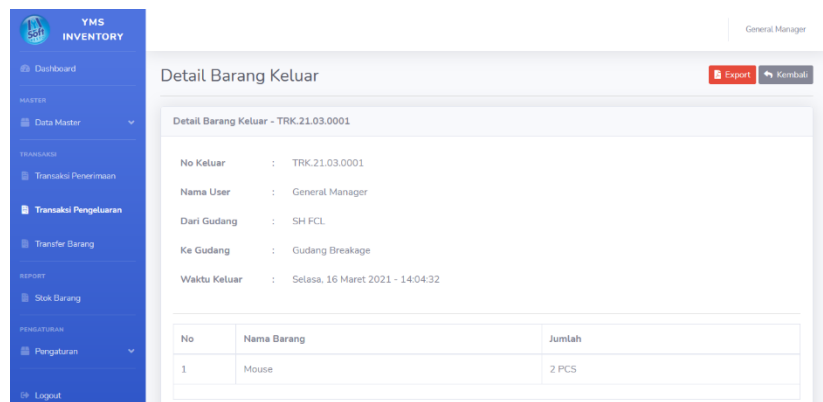 YMS
INVENTORY
Soft
General Manager
Dashboard
Detail Barang Keluar
Export
Kembali
MASTER
Data Master
Detail Barang Keluar - TRK.21.03.0001
TRANSAKSI
Transaksi Penerimaan
Transaksi Pengeluaran
Transfer Barang
REPORT
Stok Barang
PENGATURAN
Pengaturan
Logout
No Keluar : TRK.21.03.0001
Nama User : General Manager
Dari Gudang : SH FCL
Ke Gudang : Gudang Breakage
Waktu Keluar : Selasa, 16 Maret 2021 - 14:04:32
No Nama Barang Jumlah
1 Mouse 2 PCS